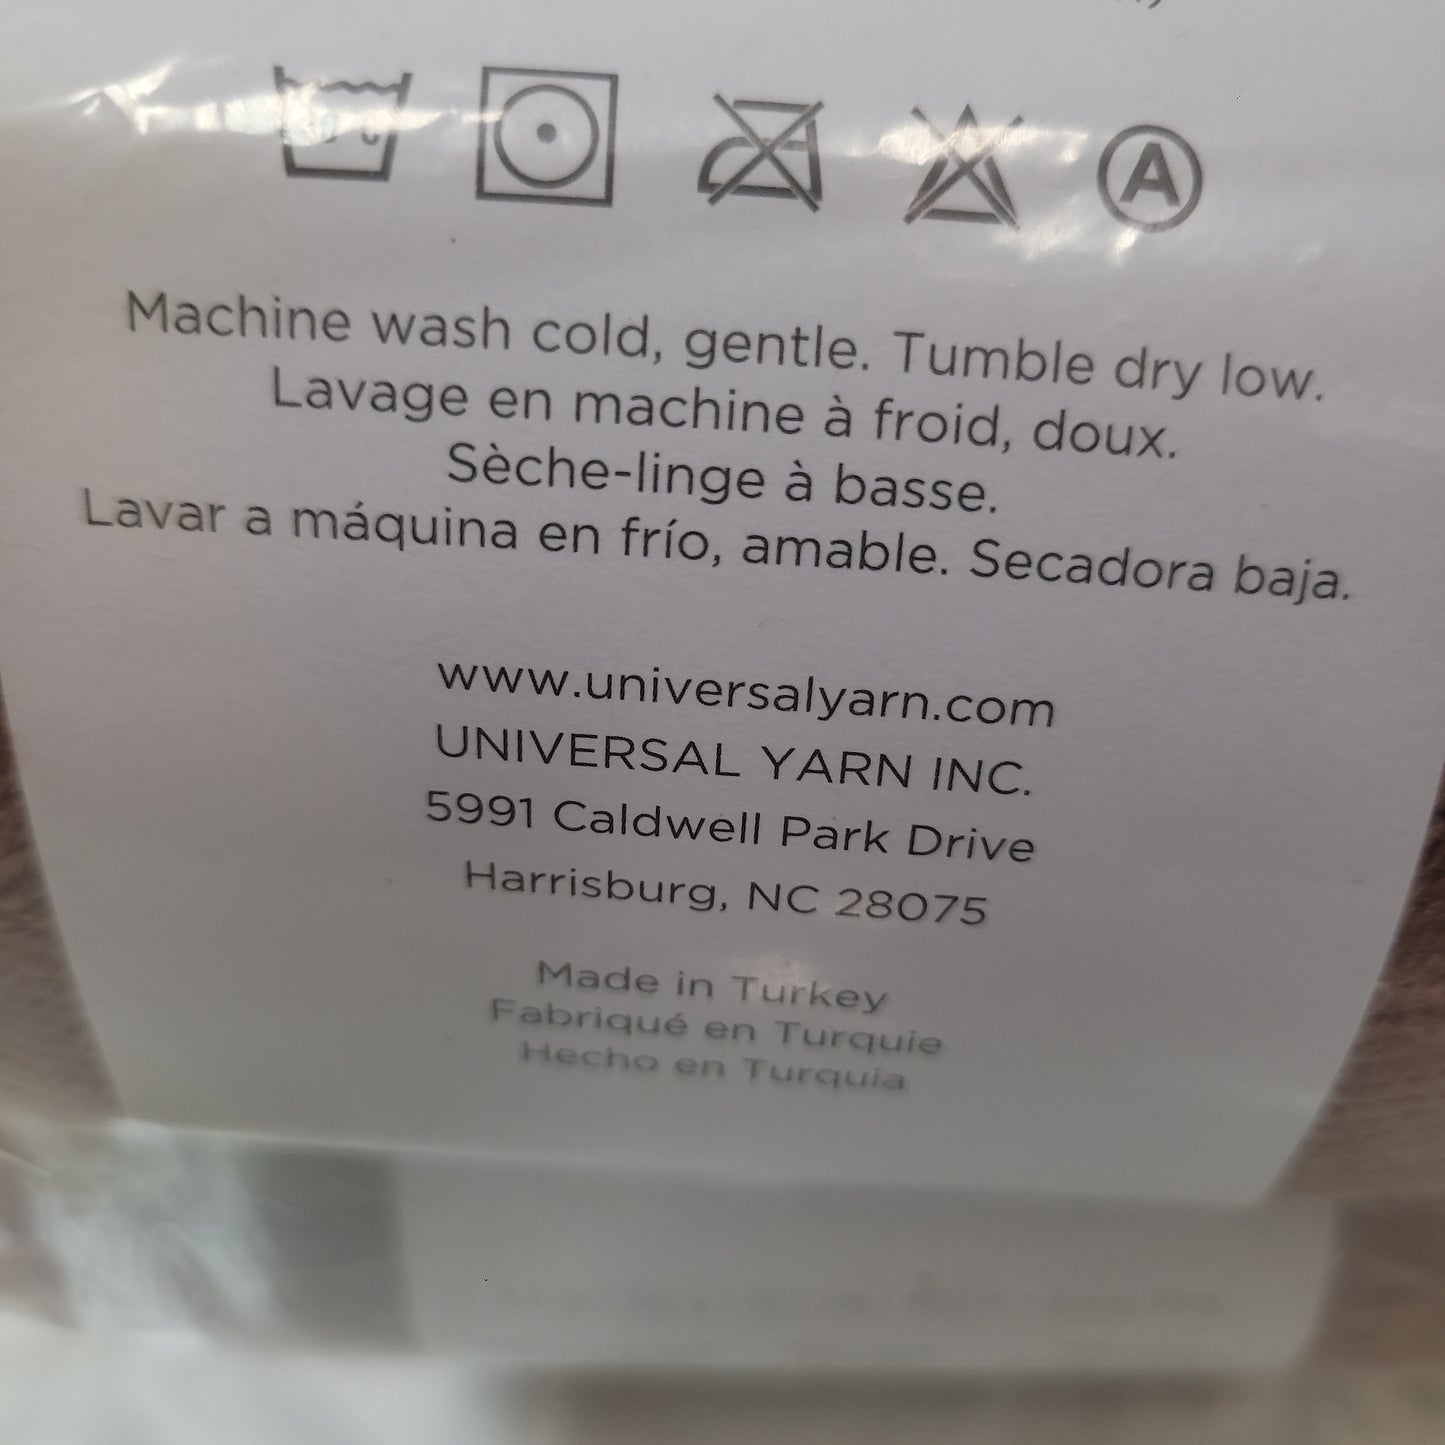 A
Machine wash cold, gentle. Tumble dry low.
Lavage en machine à froid, doux.
Sèche-linge à basse.
Lavar a máquina en frío, amable. Secadora baja.
www.universalyarn.com
UNIVERSAL YARN INC.
5991 Caldwell Park Drive
Harrisburg, NC 28075
Made in Turkey
Fabriqué en Turquie
Hecho en Turquia